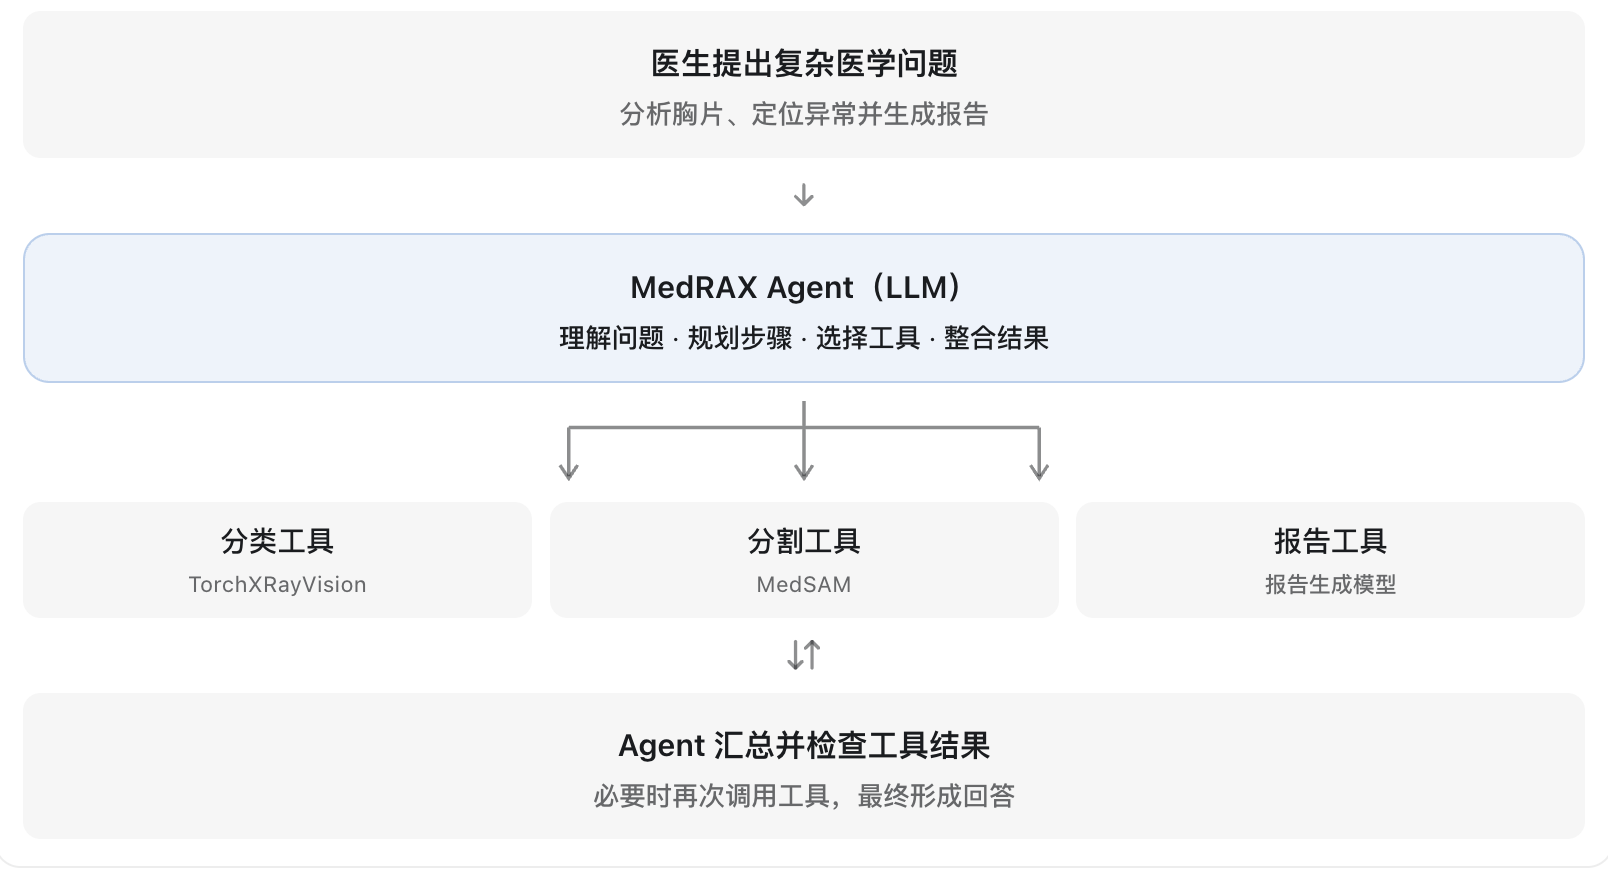 医生提出复杂医学问题
分析胸片、定位异常并生成报告
MedRAX Agent（LLM）
理解问题 · 规划步骤 · 选择工具 · 整合结果
分类工具
TorchXRayVision
分割工具
MedSAM
报告工具
报告生成模型
Agent 汇总并检查工具结果
必要时再次调用工具，最终形成回答